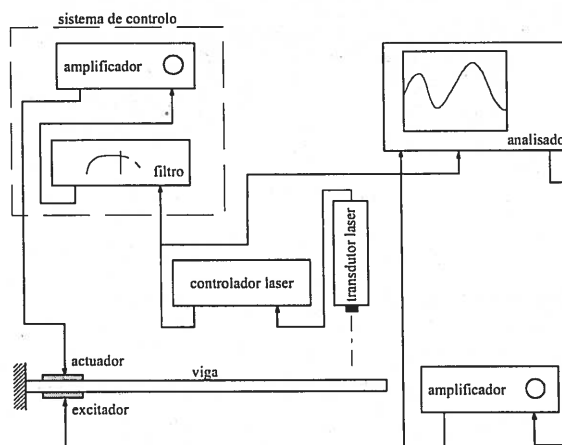 sistema de controlo
amplificador
filtro
analisado
controlador laser
transdutor laser
actuador
viga
excitador
amplificador